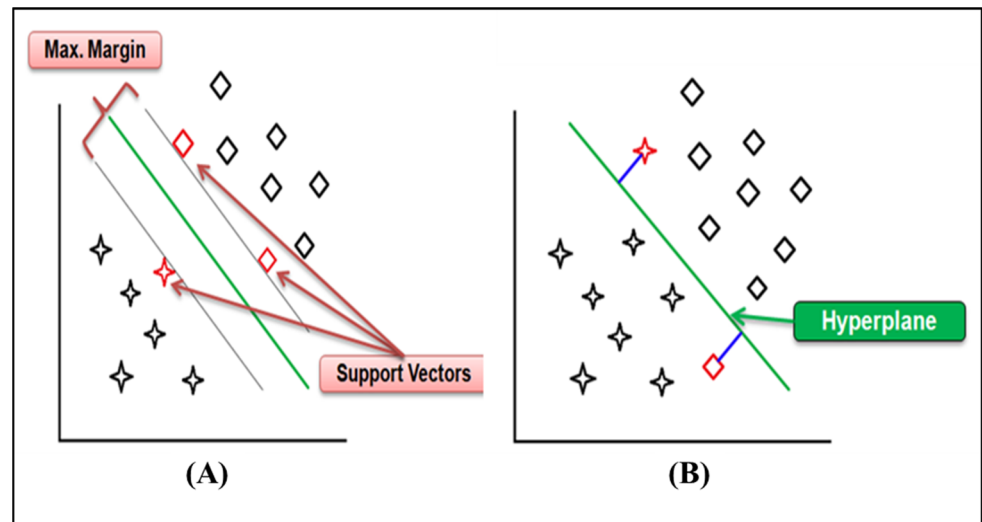 Max. Margin
Support Vectors
Hyperplane
(A)
(B)